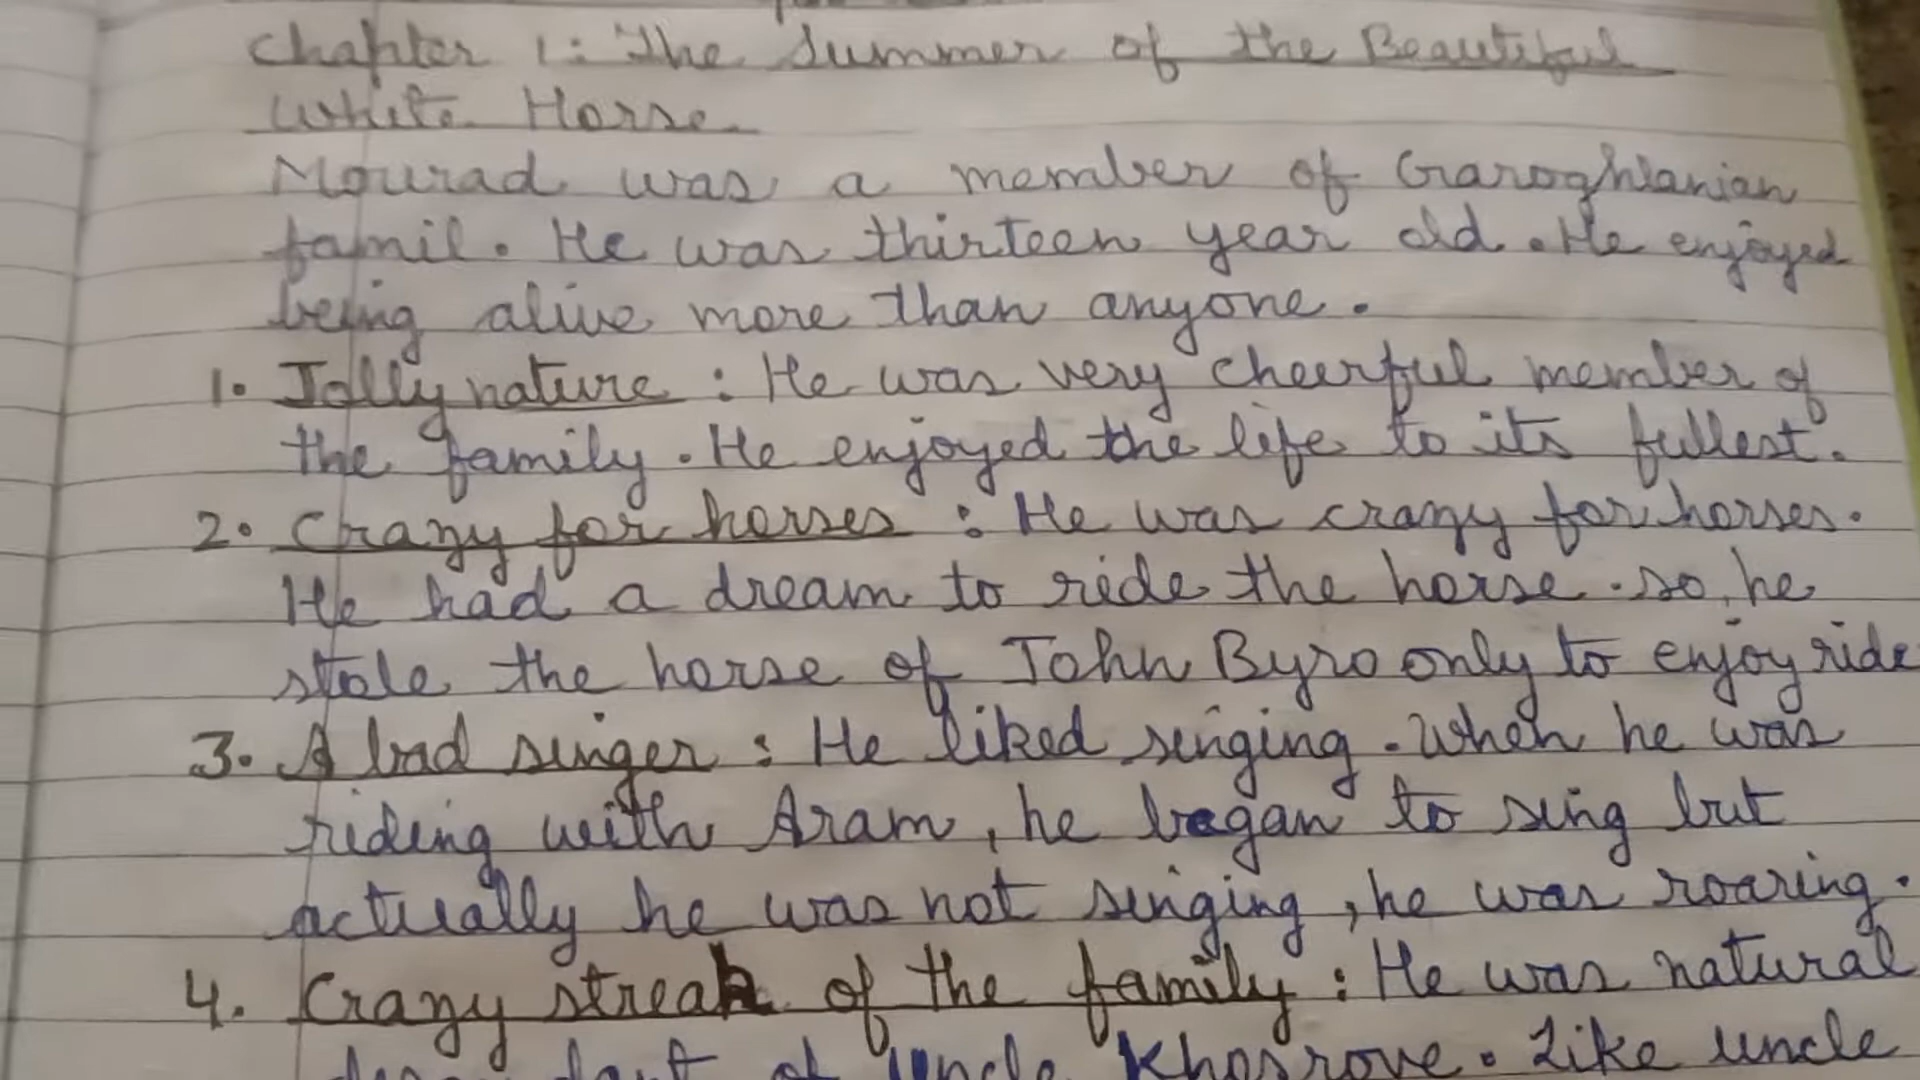 Chapter 1: The Summer of the Beautiful
White Horse
Mourad was a member of Garoghlanian
famil. He was thirteen year old. He enjoyed
being alive more than anyone.
1. Jolly nature : He was very cheerful member of
the family. He enjoyed the life to its fullest.
2. Crazy for horses : He was crazy for horses.
He had a dream to ride the horse. so, he
stole the horse of John Byro only to enjoy ride
3. A bad singer : He liked singing. When he was
riding with Aram, he began to sing but
actually he was not singing, he was roaring.
4. Crazy streak of the family : He was natural
of uncle Khosrove. Like uncle